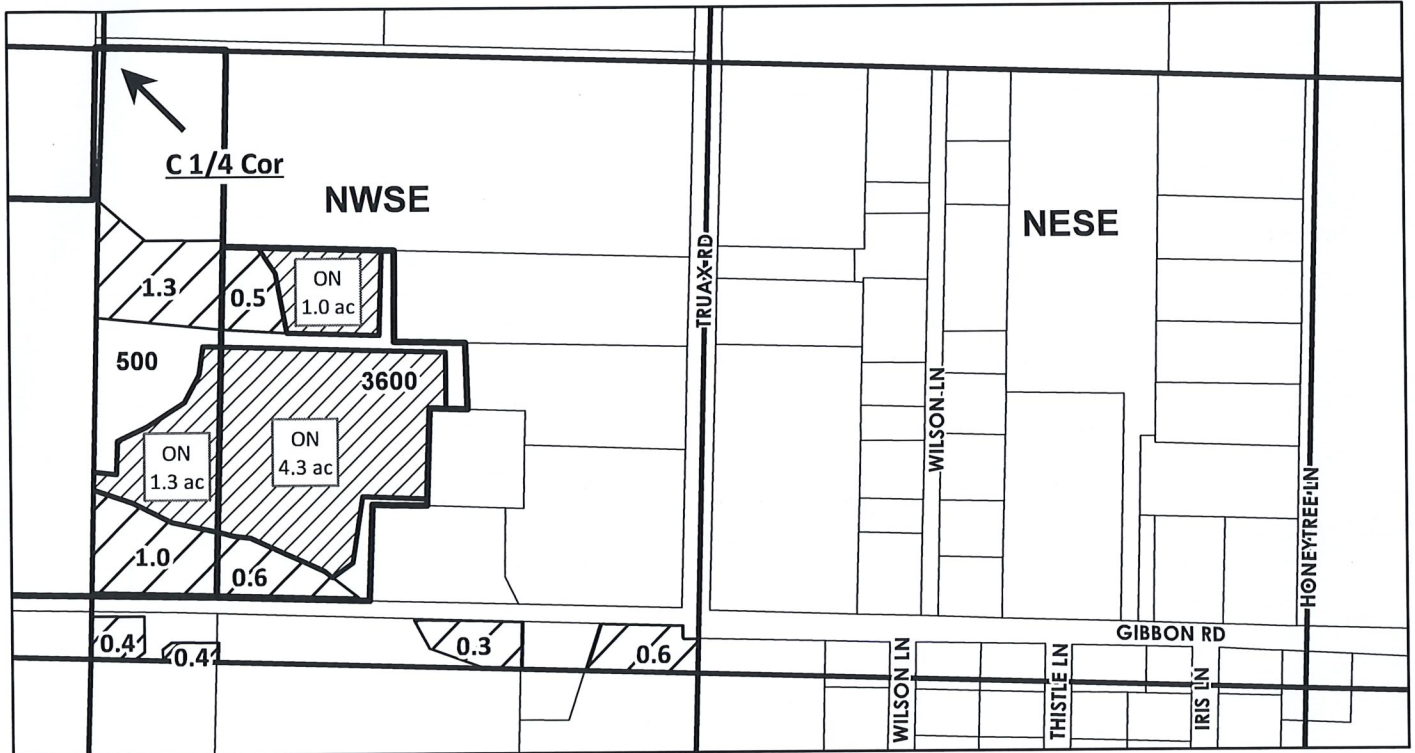 C 1/4 Cor
NWSE
NESE
TRUAX RD
1.3
0.5
ON
1.0 ac
500
3600
WILSON LN
ON
1.3 ac
ON
4.3 ac
HONEYTREE LN
1.0
0.6
0.4
0.4
0.3
0.6
GIBBON RD
WILSON LN
THISTLE LN
IRIS LN